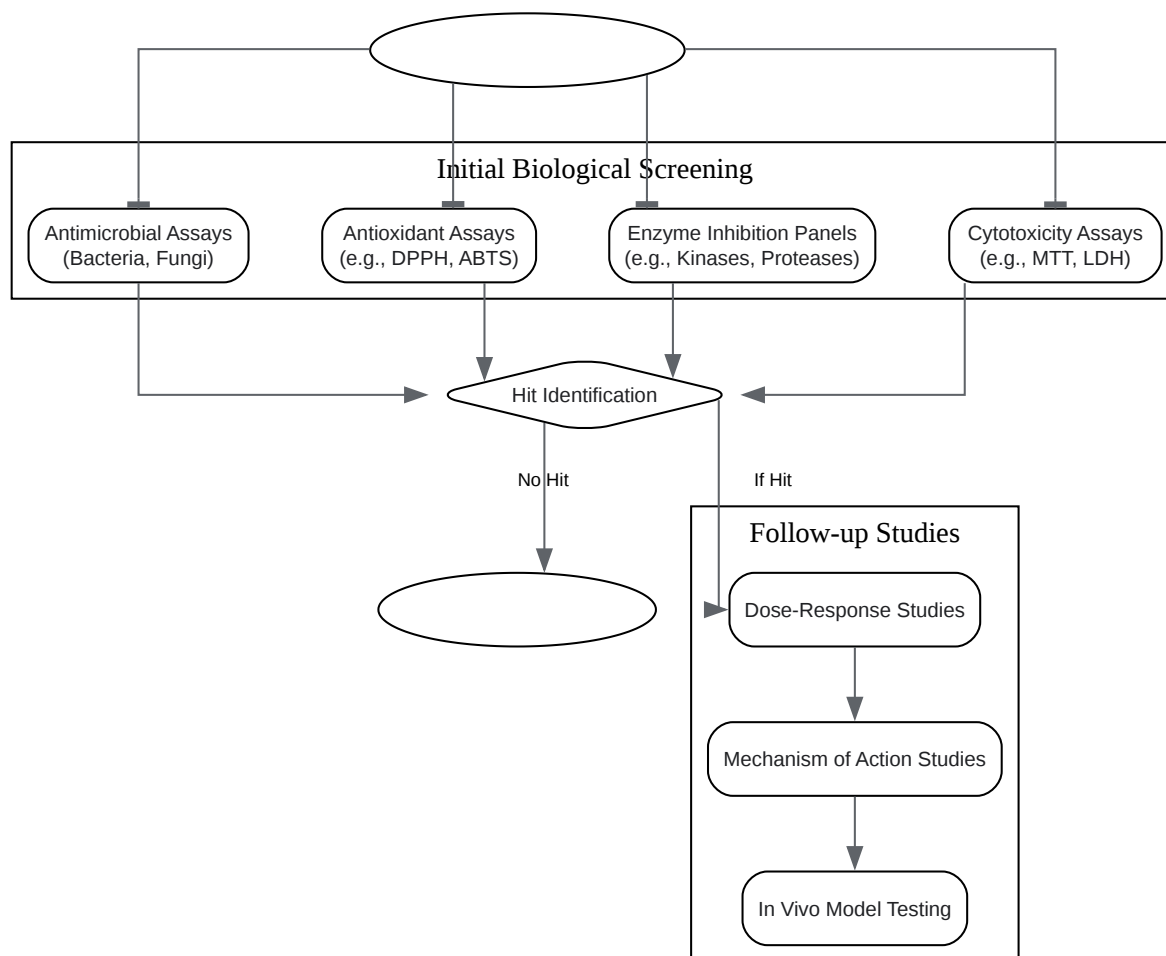 Initial Biological Screening
Antimicrobial Assays
(Bacteria, Fungi)
Antioxidant Assays
(e.g., DPPH, ABTS)
Enzyme Inhibition Panels
(e.g., Kinases, Proteases)
Cytotoxicity Assays
(e.g., MTT, LDH)
Hit Identification
No Hit
If Hit
Follow-up Studies
Dose-Response Studies
Mechanism of Action Studies
In Vivo Model Testing